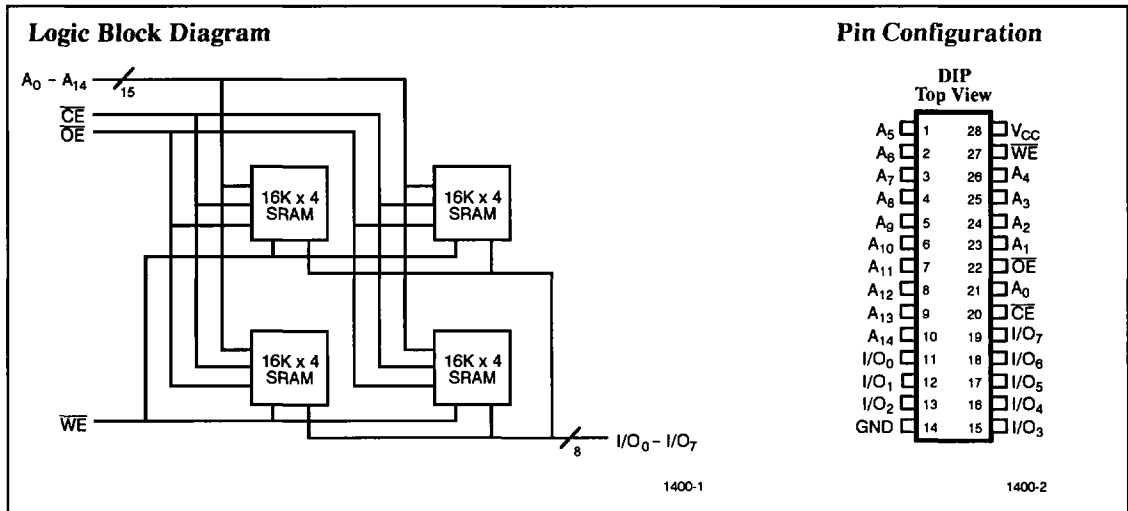 Logic Block Diagram
A0 – A14
15
CE
OE
16K x 4
SRAM
16K x 4
SRAM
16K x 4
SRAM
16K x 4
SRAM
WE
I/O0 – I/O7
8
1400-1
Pin Configuration
DIP
Top View
A5 1 28 VCC
A6 2 27 WE
A7 3 26 A4
A8 4 25 A3
A9 5 24 A2
A10 6 23 A1
A11 7 22 OE
A12 8 21 A0
A13 9 20 CE
A14 10 19 I/O7
I/O0 11 18 I/O6
I/O1 12 17 I/O5
I/O2 13 16 I/O4
GND 14 15 I/O3
1400-2